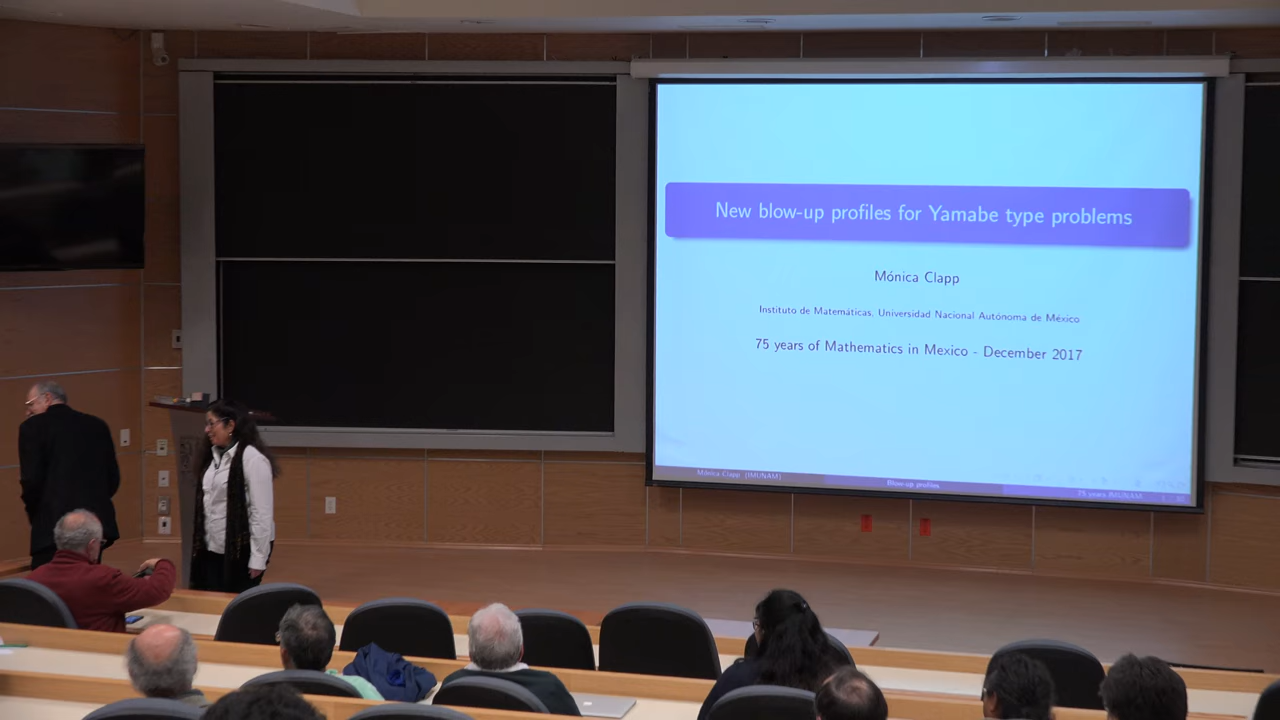 New blow-up profiles for Yamabe type problems
Mónica Clapp
Instituto de Matemáticas, Universidad Nacional Autónoma de México
75 years of Mathematics in Mexico - December 2017
Mónica Clapp (IMUNAM) Blow-up profiles 75 years IMUNAM